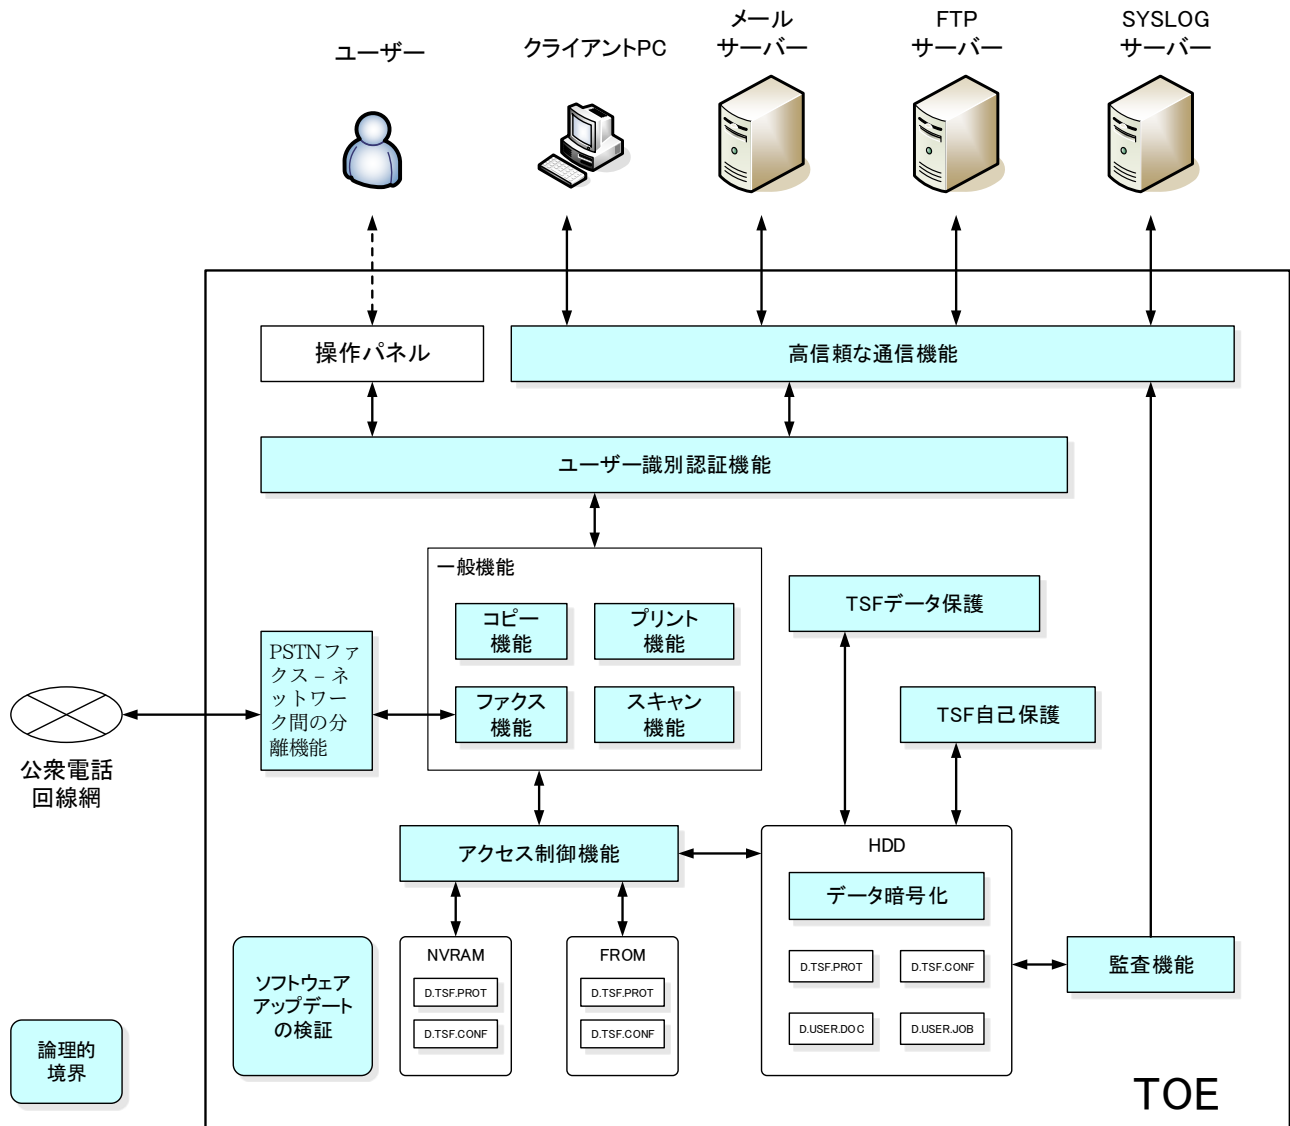 ユーザー
クライアントPC
メール
サーバー
FTP
サーバー
SYSLOG
サーバー
操作パネル
高信頼な通信機能
ユーザー識別認証機能
一般機能
コピー
機能
プリント
機能
ファクス
機能
スキャン
機能
TSFデータ保護
TSF自己保護
PSTNファ
クス – ネ
ットワー
ク間の分
離機能
公衆電話
回線網
アクセス制御機能
HDD
データ暗号化
D.TSF.PROT
D.TSF.CONF
D.USER.DOC
D.USER.JOB
監査機能
NVRAM
D.TSF.PROT
D.TSF.CONF
FROM
D.TSF.PROT
D.TSF.CONF
ソフトウェア
アップデート
の検証
論理的
境界
TOE